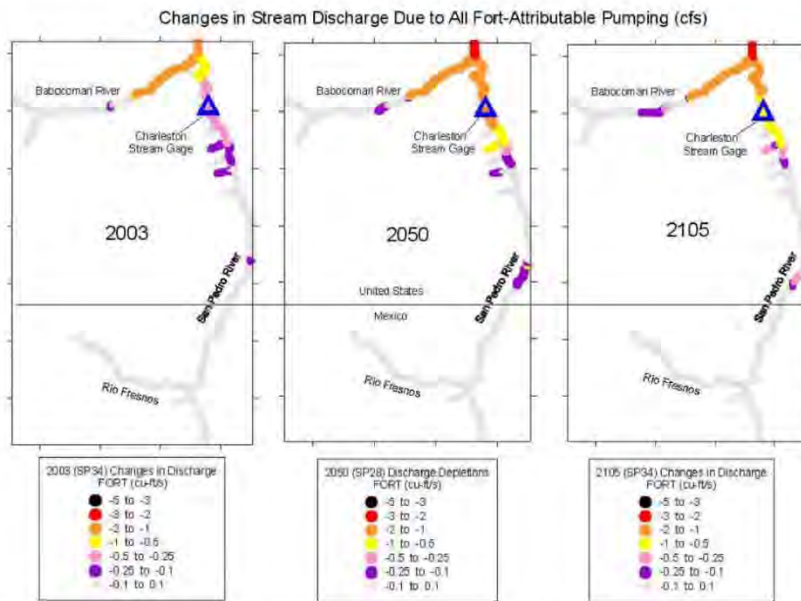 Changes in Stream Discharge Due to All Fort-Attributable Pumping (cfs)
Babocomari River
Charleston
Stream Gage
2003
San Pedro River
Rio Fresnos
Babocomari River
Charleston
Stream Gage
2050
United States
Mexico
San Pedro River
Rio Fresnos
Babocomari River
Charleston
Stream Gage
2105
San Pedro River
Rio Fresnos
2003 (SP34) Changes in Discharge
FORT (cu-ft/s)
-5 to -3
-3 to -2
-2 to -1
-1 to -0.5
-0.5 to -0.25
-0.25 to -0.1
-0.1 to 0.1
2050 (SP28) Discharge Depletions
FORT (cu-ft/s)
-5 to -3
-3 to -2
-2 to -1
-1 to -0.5
-0.5 to -0.25
-0.25 to -0.1
-0.1 to 0.1
2105 (SP34) Changes in Discharge
FORT (cu-ft/s)
-5 to -3
-3 to -2
-2 to -1
-1 to -0.5
-0.5 to -0.25
-0.25 to -0.1
-0.1 to 0.1